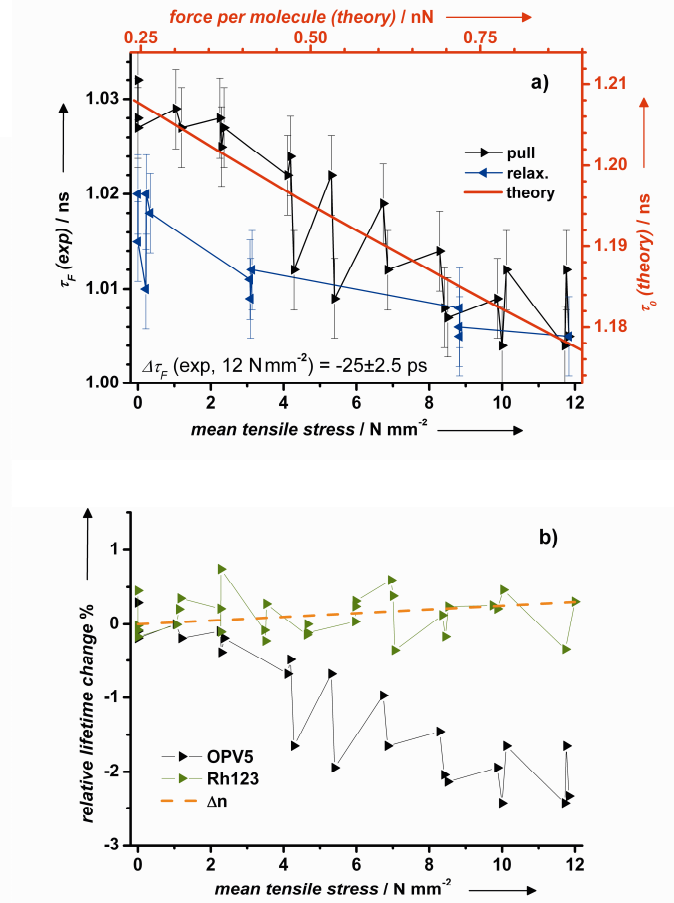 force per molecule (theory) / nN
0.25 0.50 0.75
a)
1.03
1.02
1.01
1.00
τF (exp) / ns
1.21
1.20
1.19
1.18
τ0 (theory) / ns
pull
relax.
theory
ΔτF (exp, 12 Nmm-2) = -25±2.5 ps
0 2 4 6 8 10 12
mean tensile stress / N mm-2
b)
1
0
-1
-2
-3
relative lifetime change %
OPV5
Rh123
Δn
0 2 4 6 8 10 12
mean tensile stress / N mm-2